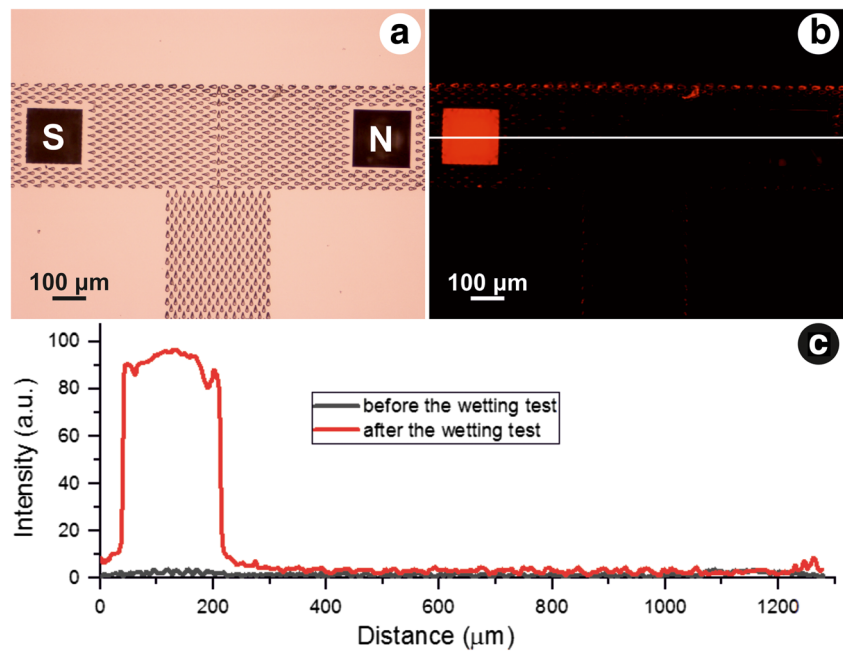 a
b
S
N
100 µm
100 µm
c
100
80
60
40
20
0
Intensity (a.u.)
before the wetting test
after the wetting test
0
200
400
600
800
1000
1200
Distance (µm)